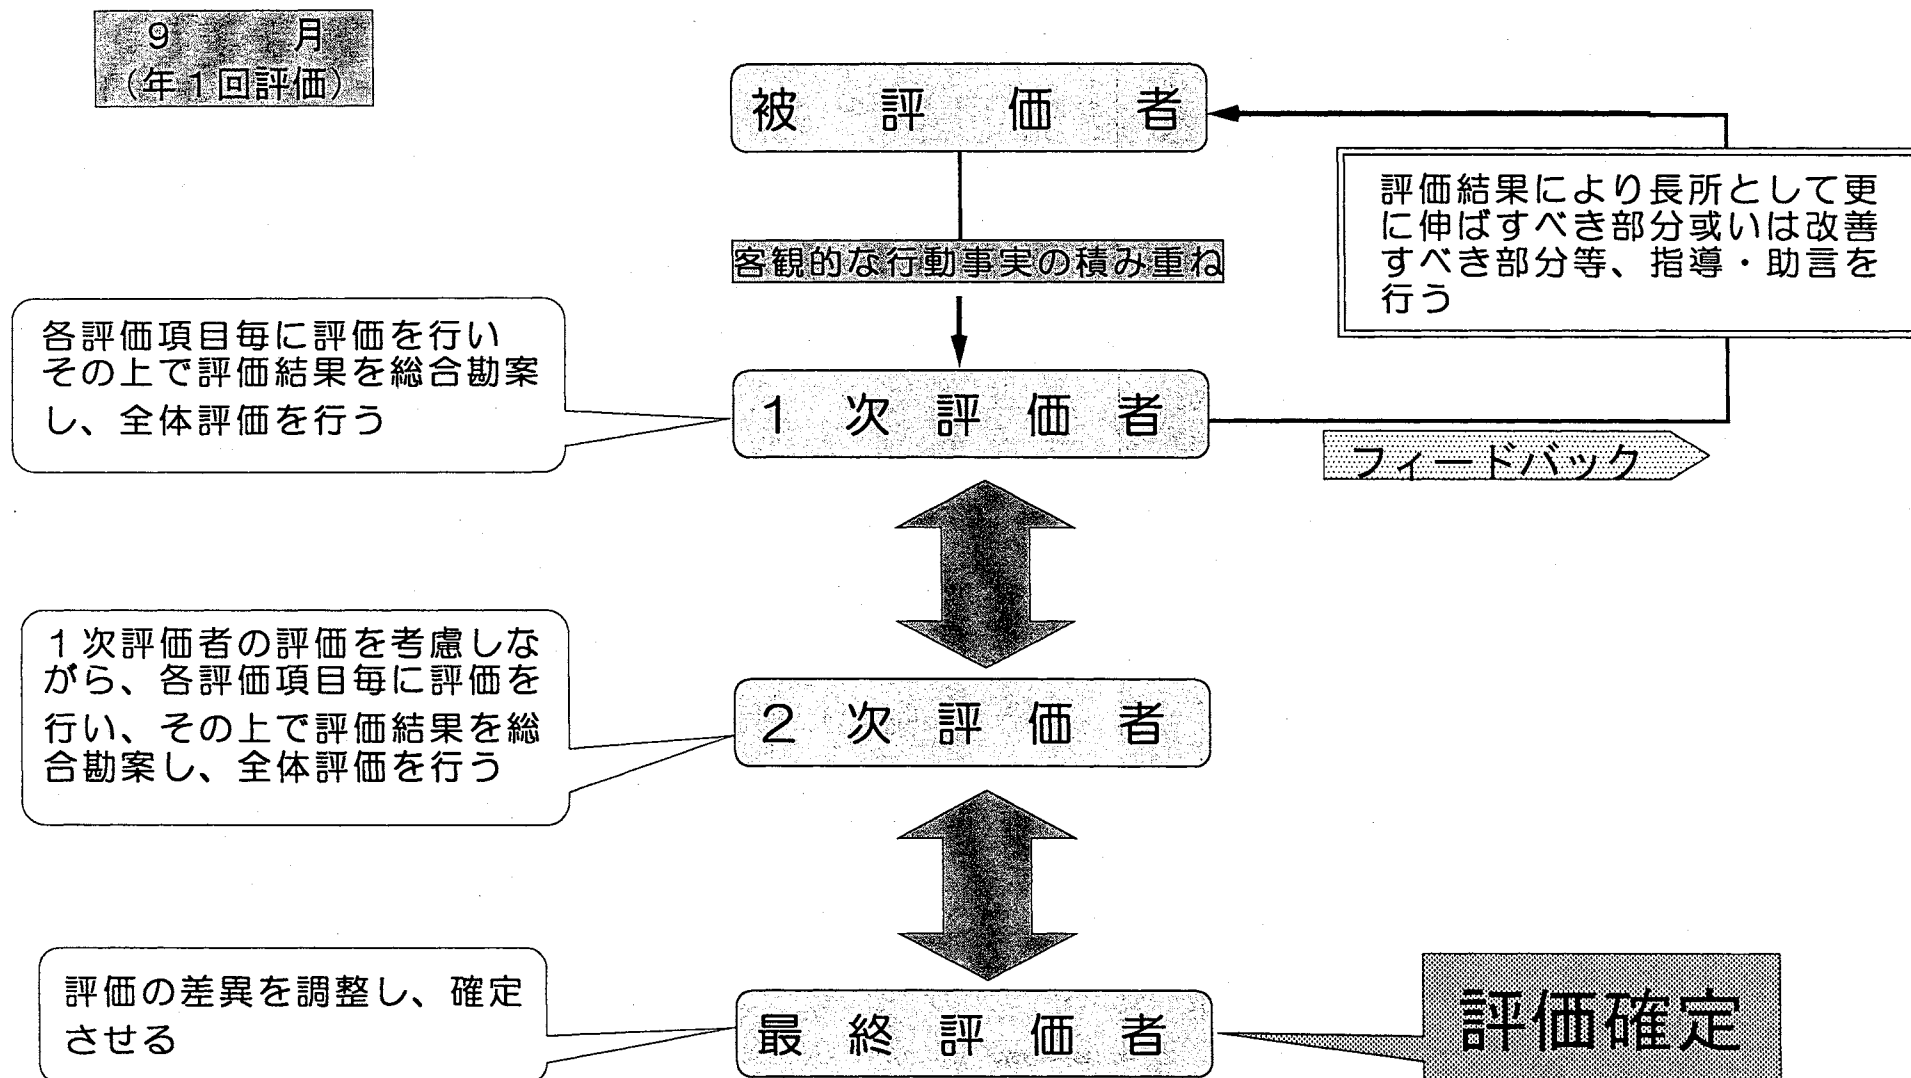 9　月
(年1回評価)
被評価者
評価結果により長所として更
に伸ばすべき部分或いは改善
すべき部分等、指導・助言を
行う
客観的な行動事実の積み重ね
各評価項目毎に評価を行い
その上で評価結果を総合勘案
し、全体評価を行う
1次評価者
フィードバック
1次評価者の評価を考慮しな
がら、各評価項目毎に評価を
行い、その上で評価結果を総
合勘案し、全体評価を行う
2次評価者
評価の差異を調整し、確定
させる
最終評価者
評価確定